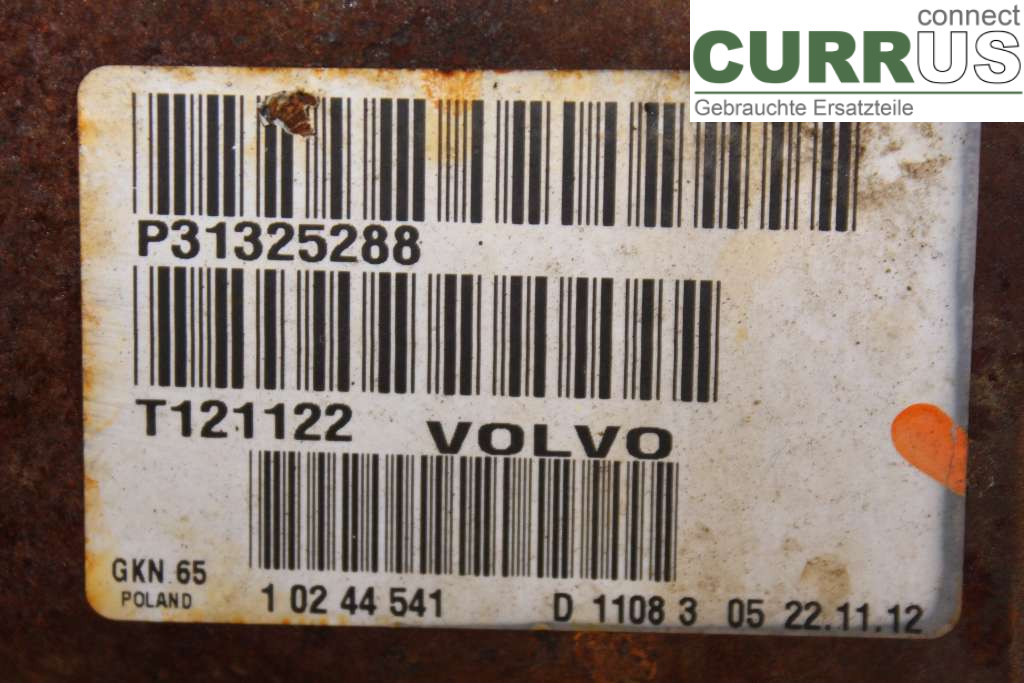 connect
CURRUS
Gebrauchte Ersatzteile
P31325288
T121122
VOLVO
GKN 65
POLAND
1 02 44 541 D 1108 3 05 22.11.12